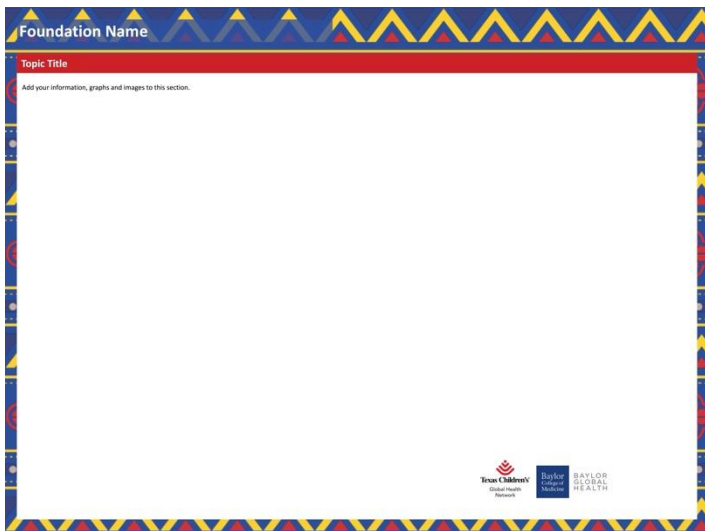 Foundation Name
Topic Title
Add your information, graphs and images to this section.
Texas Children's
Global Health
Network
Baylor
College of
Medicine
BAYLOR
GLOBAL
HEALTH